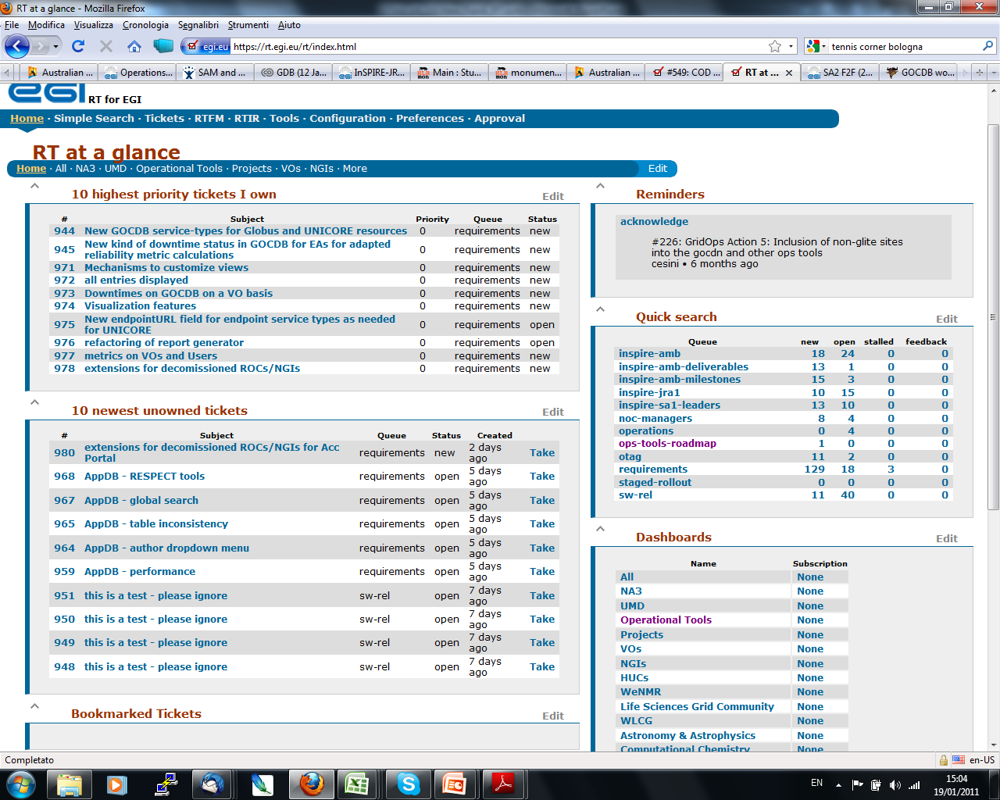 RT at a glance - Mozilla Firefox
File Modifica Visualizza Cronologia Segnalibri Strumenti Aiuto
egi.eu https://rt.egi.eu/rt/index.html tennis corner bologna
Australian ... Operations... SAM and ... GDB (12 Ja... InSPIRE-JR... Main : Stu... monumen... Australian ... #549: COD ... RT at ... SA2 F2F (2... GOCDB wo...
egi RT for EGI
Home · Simple Search · Tickets · RTFM · RTIR · Tools · Configuration · Preferences · Approval
RT at a glance
Home · All · NA3 · UMD · Operational Tools · Projects · VOs · NGIs · More Edit
10 highest priority tickets I own Edit
# Subject Priority Queue Status
944 New GOCDB service-types for Globus and UNICORE resources 0 requirements new
945 New kind of downtime status in GOCDB for EAs for adapted
reliability metric calculations 0 requirements new
971 Mechanisms to customize views 0 requirements new
972 all entries displayed 0 requirements new
973 Downtimes on GOCDB on a VO basis 0 requirements new
974 Visualization features 0 requirements new
975 New endpointURL field for endpoint service types as needed
for UNICORE 0 requirements open
976 refactoring of report generator 0 requirements open
977 metrics on VOs and Users 0 requirements new
978 extensions for decomissioned ROCs/NGIs 0 requirements new
10 newest unowned tickets Edit
# Subject Queue Status Created
980 extensions for decomissioned ROCs/NGIs for Acc
Portal requirements new 2 days
ago Take
968 AppDB - RESPECT tools requirements open 5 days
ago Take
967 AppDB - global search requirements open 5 days
ago Take
965 AppDB - table inconsistency requirements open 5 days
ago Take
964 AppDB - author dropdown menu requirements open 5 days
ago Take
959 AppDB - performance requirements open 5 days
ago Take
951 this is a test - please ignore sw-rel open 7 days
ago Take
950 this is a test - please ignore sw-rel open 7 days
ago Take
949 this is a test - please ignore sw-rel open 7 days
ago Take
948 this is a test - please ignore sw-rel open 7 days
ago Take
Bookmarked Tickets Edit
Reminders
acknowledge
#226: GridOps Action 5: Inclusion of non-glite sites
into the gocdn and other ops tools
cesini • 6 months ago
Quick search Edit
Queue new open stalled feedback
inspire-amb 18 24 0 0
inspire-amb-deliverables 13 1 0 0
inspire-amb-milestones 15 3 0 0
inspire-jra1 10 15 0 0
inspire-sa1-leaders 13 10 0 0
noc-managers 8 4 0 0
operations 0 4 0 0
ops-tools-roadmap 1 0 0 0
otag 11 2 0 0
requirements 129 18 3 0
staged-rollout 0 0 0 0
sw-rel 11 40 0 0
Dashboards Edit
Name Subscription
All None
NA3 None
UMD None
Operational Tools None
Projects None
VOs None
NGIs None
HUCs None
WeNMR None
Life Sciences Grid Community None
WLCG None
Astronomy & Astrophysics None
Computational Chemistry None
Completato en-US
EN 15:04
19/01/2011